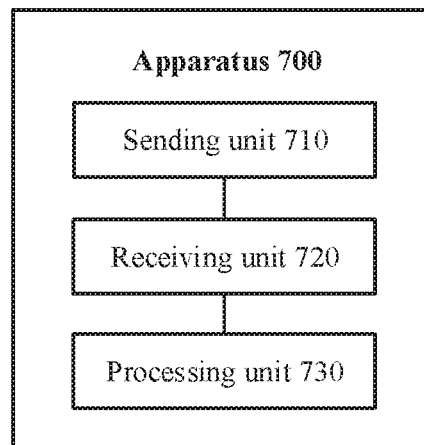 Apparatus 700
Sending unit 710
Receiving unit 720
Processing unit 730